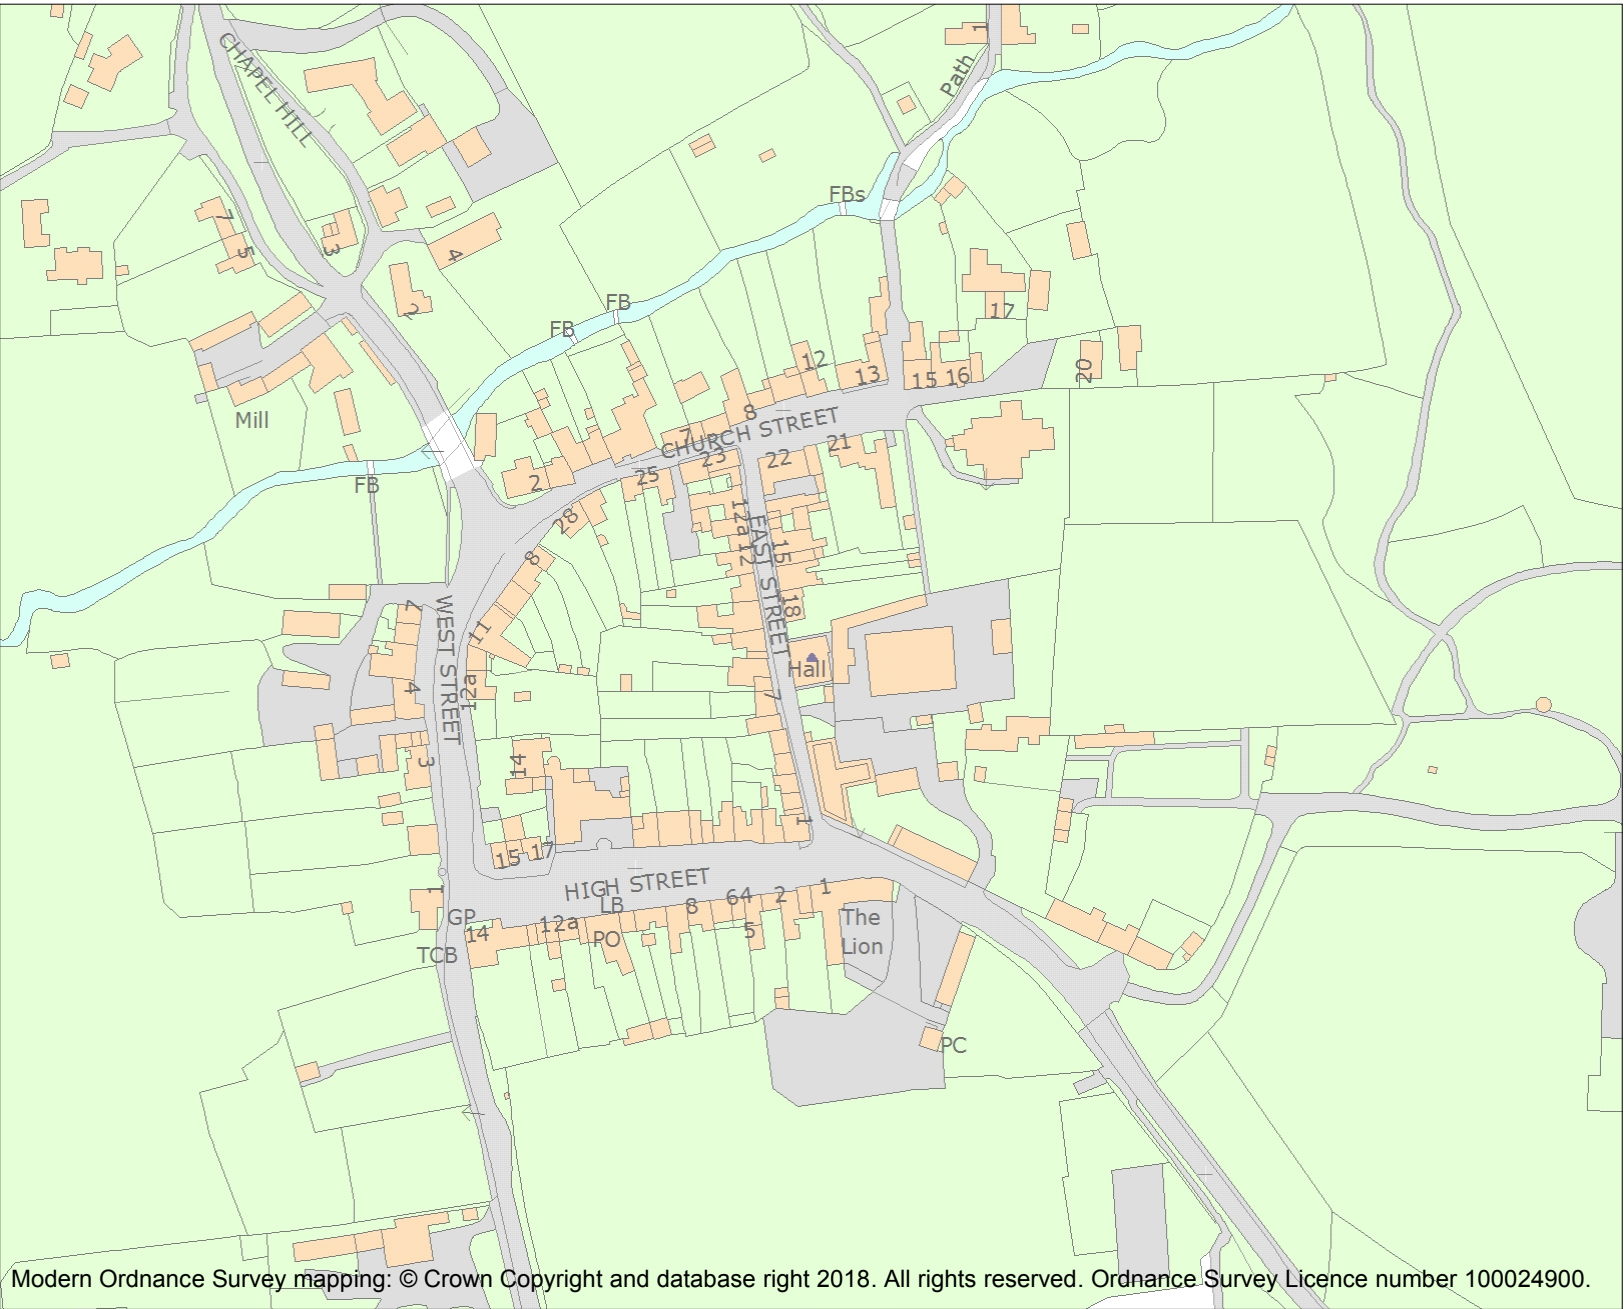 1
CHAPEL HILL
Path
FBs
7
5
3
4
2
17
FB
FB
12
13
15 16
20
8
CHURCH STREET
7
21
23
22
25
2
Mill
FB
28
12a
12
EAST STREET
15
18
8
7
WEST STREET
11
Hall
4
12a
7
3
14
1
15
17
HIGH STREET
1
LB
8
64
2
1
GP
14
12a
PO
5
The
Lion
TCB
PC
Modern Ordnance Survey mapping: © Crown Copyright and database right 2018. All rights reserved. Ordnance Survey Licence number 100024900.